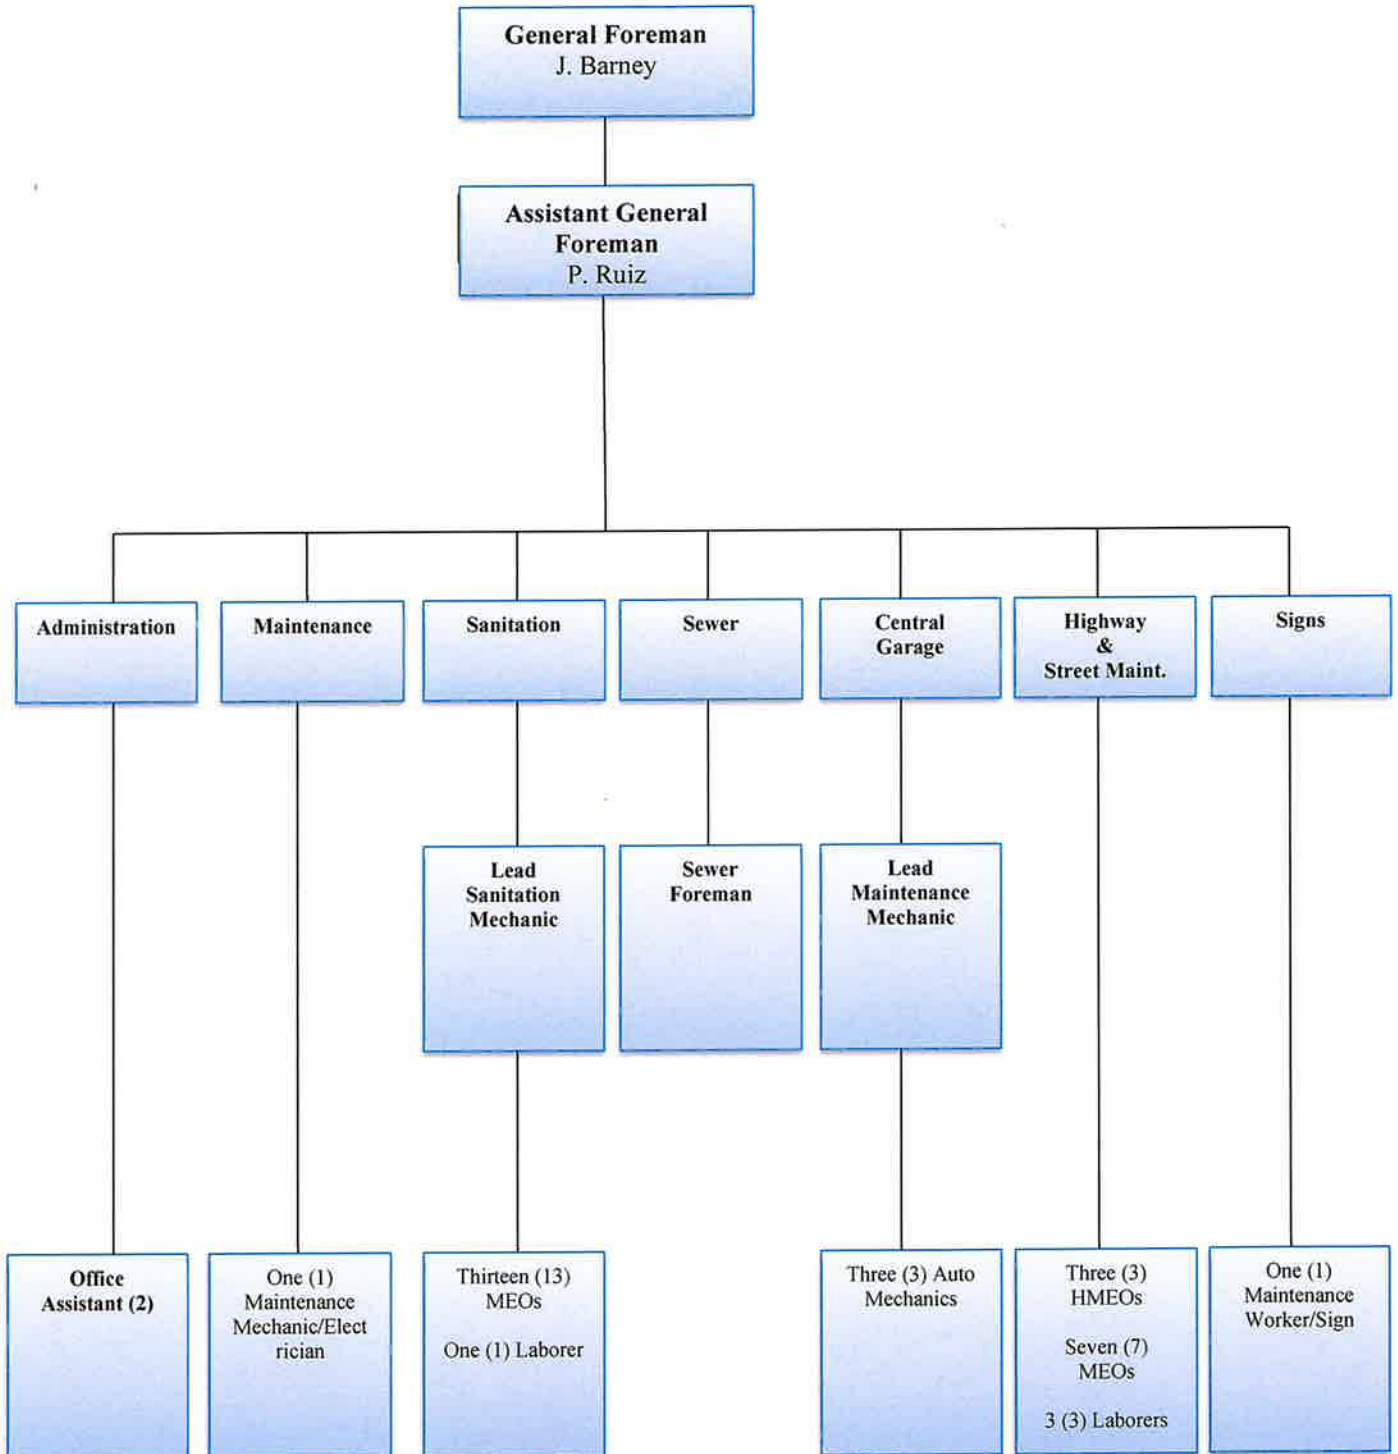 General Foreman
J. Barney
Assistant General
Foreman
P. Ruiz
Administration
Maintenance
Sanitation
Sewer
Central
Garage
Highway
&
Street Maint.
Signs
Lead
Sanitation
Mechanic
Sewer
Foreman
Lead
Maintenance
Mechanic
Office
Assistant (2)
One (1)
Maintenance
Mechanic/Elect
rician
Thirteen (13)
MEOs
One (1) Laborer
Three (3) Auto
Mechanics
Three (3)
HMEOs
Seven (7)
MEOs
3 (3) Laborers
One (1)
Maintenance
Worker/Sign